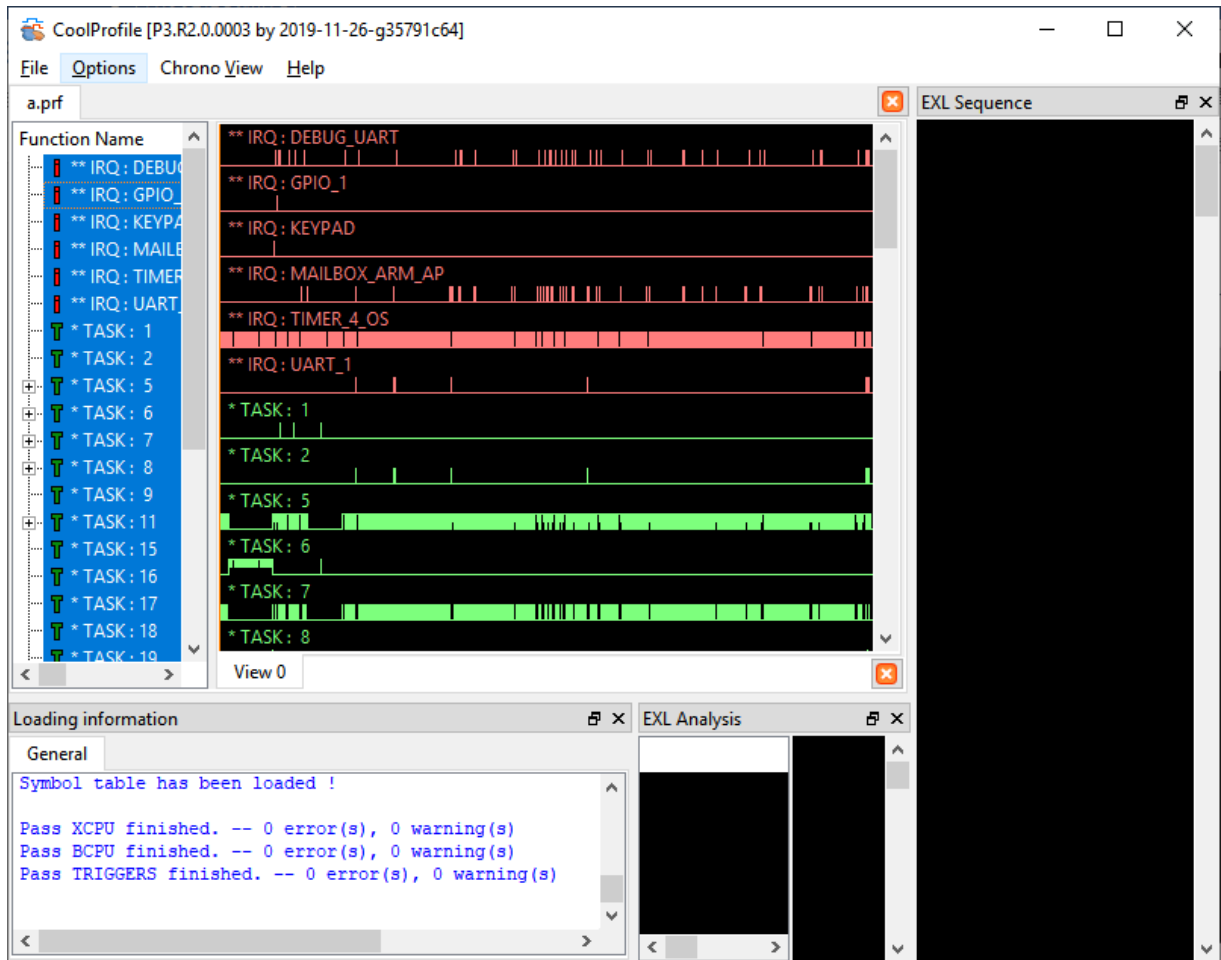 CoolProfile [P3.R2.0.0003 by 2019-11-26-g35791c64]
File Options Chrono View Help
a.prf
Function Name
** IRQ : DEBU
** IRQ : GPIO_
** IRQ : KEYPA
** IRQ : MAILE
** IRQ : TIMER
** IRQ : UART_
* TASK : 1
* TASK : 2
* TASK : 5
* TASK : 6
* TASK : 7
* TASK : 8
* TASK : 9
* TASK : 11
* TASK : 15
* TASK : 16
* TASK : 17
* TASK : 18
* TASK : 19
** IRQ : DEBUG_UART
** IRQ : GPIO_1
** IRQ : KEYPAD
** IRQ : MAILBOX_ARM_AP
** IRQ : TIMER_4_OS
** IRQ : UART_1
* TASK : 1
* TASK : 2
* TASK : 5
* TASK : 6
* TASK : 7
* TASK : 8
View 0
EXL Sequence
Loading information
General
Symbol table has been loaded !
Pass XCPU finished. -- 0 error(s), 0 warning(s)
Pass BCPU finished. -- 0 error(s), 0 warning(s)
Pass TRIGGERS finished. -- 0 error(s), 0 warning(s)
EXL Analysis